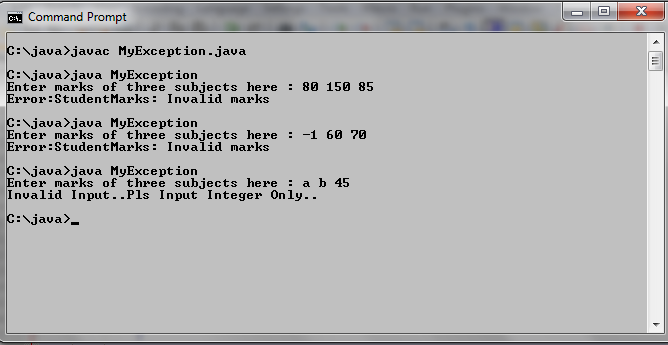 Command Prompt
C:\java>javac MyException.java
C:\java>java MyException
Enter marks of three subjects here : 80 150 85
Error:StudentMarks: Invalid marks
C:\java>java MyException
Enter marks of three subjects here : -1 60 70
Error:StudentMarks: Invalid marks
C:\java>java MyException
Enter marks of three subjects here : a b 45
Invalid Input..Pls Input Integer Only..
C:\java>_